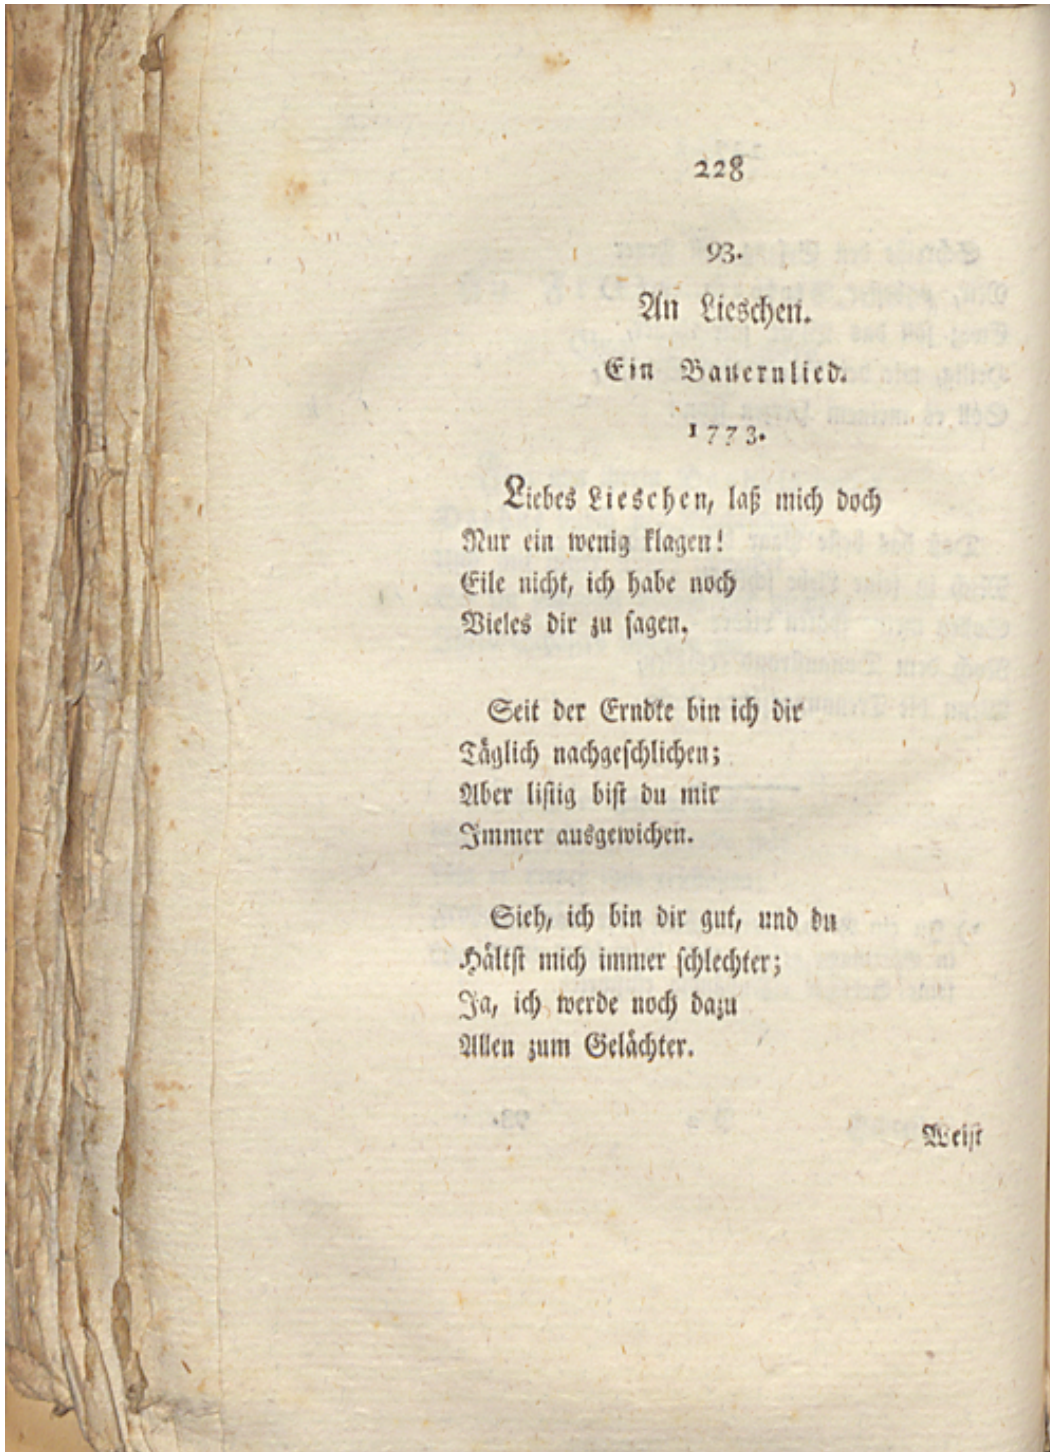 228
93.
An Lieschen.
Ein Bauernlied.
1773.
Liebes Lieschen, laß mich doch
Nur ein wenig klagen!
Eile nicht, ich habe noch
Vieles dir zu sagen.
Seit der Erndte bin ich dir
Täglich nachgeschlichen;
Aber listig bist du mir
Immer ausgewichen.
Sieh, ich bin dir gut, und du
Hältst mich immer schlechter;
Ja, ich werde noch dazu
Allen zum Gelächter.
Weist